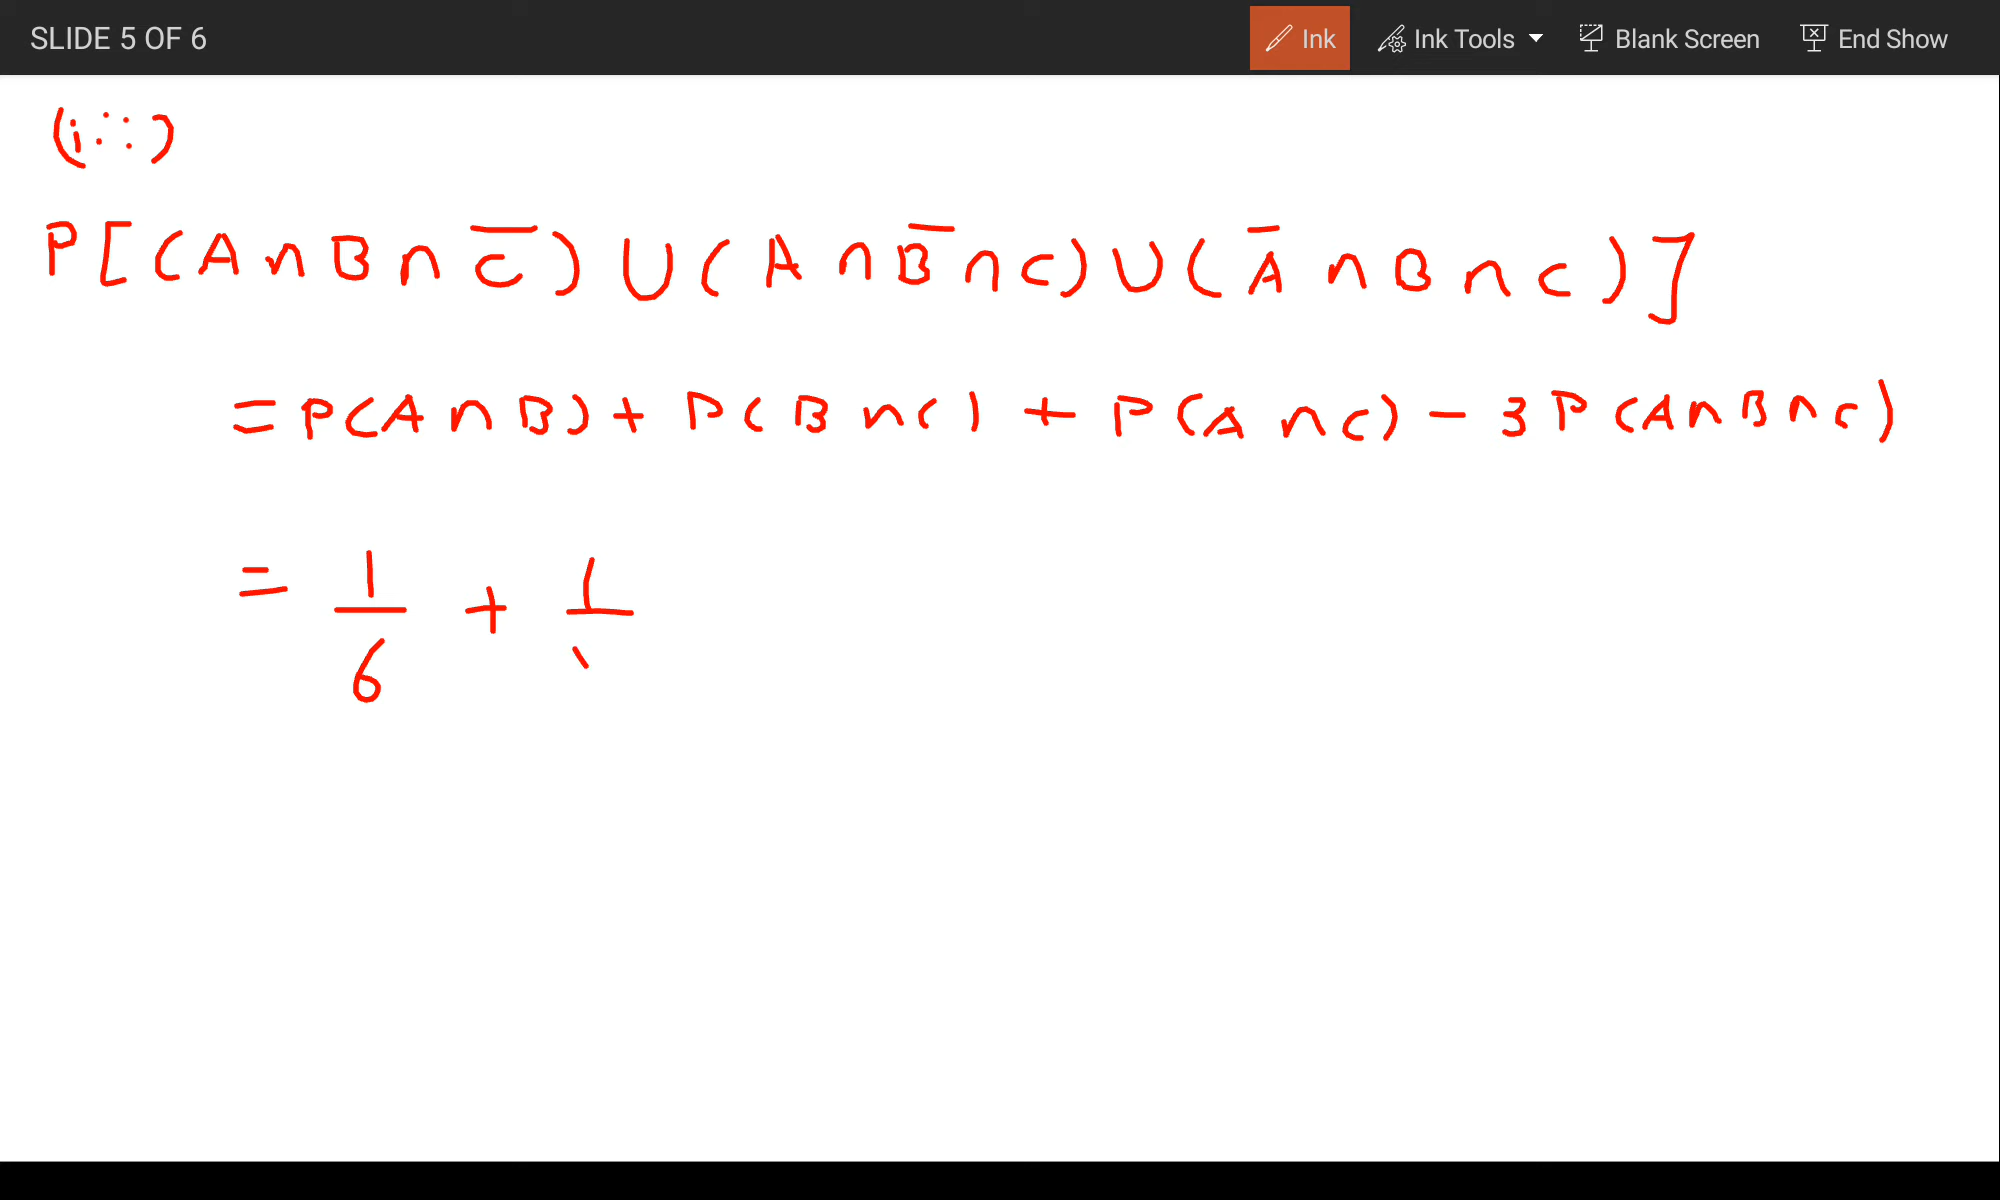 SLIDE 5 OF 6 Ink Ink Tools Blank Screen End Show
(iii)
P[(A∩B∩C̅)∪(A∩B̅∩C)∪(A̅∩B∩C)]
=P(A∩B)+P(B∩C)+P(A∩C)-3P(A∩B∩C)
= 1/6 + 1/